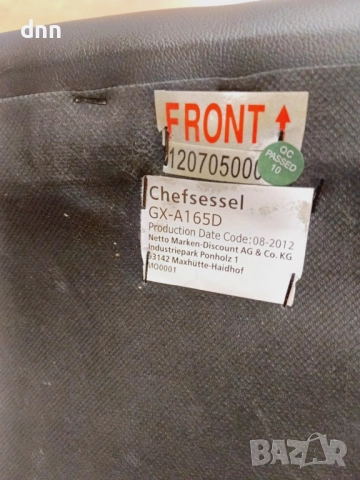 dnn
FRONT ↑
120705000
QC
PASSED
10
Chefsessel
GX-A165D
Production Date Code:08-2012
Netto Marken-Discount AG & Co. KG
Industriepark Ponholz 1
93142 Maxhütte-Haidhof
MO0001
BAZAR